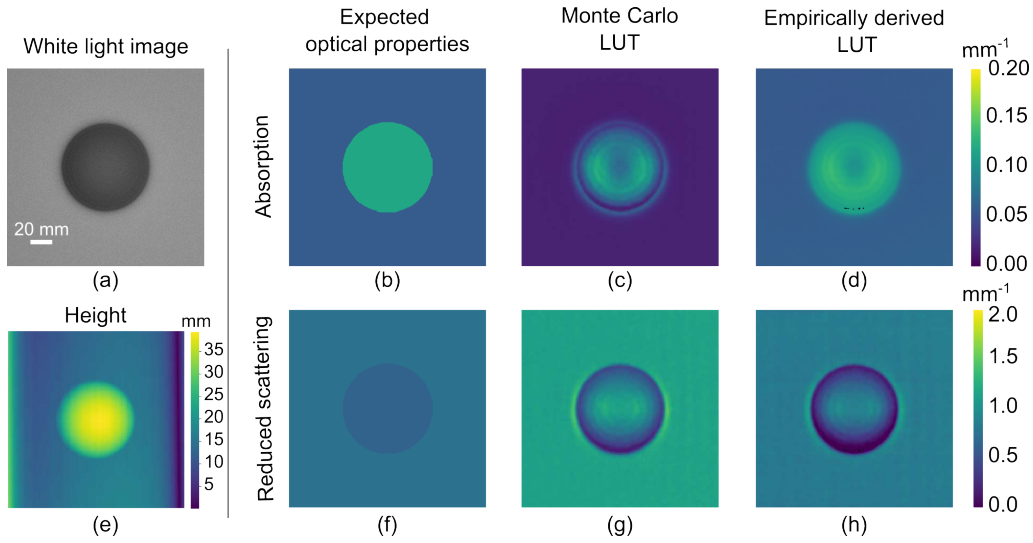 White light image
Expected
optical properties
Monte Carlo
LUT
Empirically derived
LUT
mm⁻¹
0.20
0.15
0.10
0.05
0.00
Absorption
20 mm
(a)
(b)
(c)
(d)
Height
mm
35
30
25
20
15
10
5
Reduced scattering
mm⁻¹
2.0
1.5
1.0
0.5
0.0
(e)
(f)
(g)
(h)